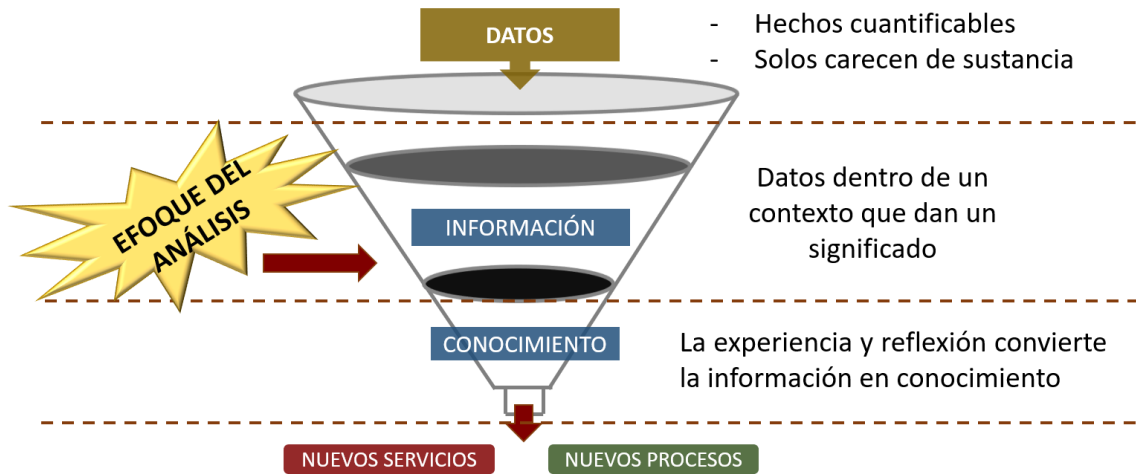 DATOS
- Hechos cuantificables
- Solos carecen de sustancia
EFOQUE DEL
ANÁLISIS
INFORMACIÓN
Datos dentro de un
contexto que dan un
significado
CONOCIMIENTO
La experiencia y reflexión convierte
la información en conocimiento
NUEVOS SERVICIOS
NUEVOS PROCESOS